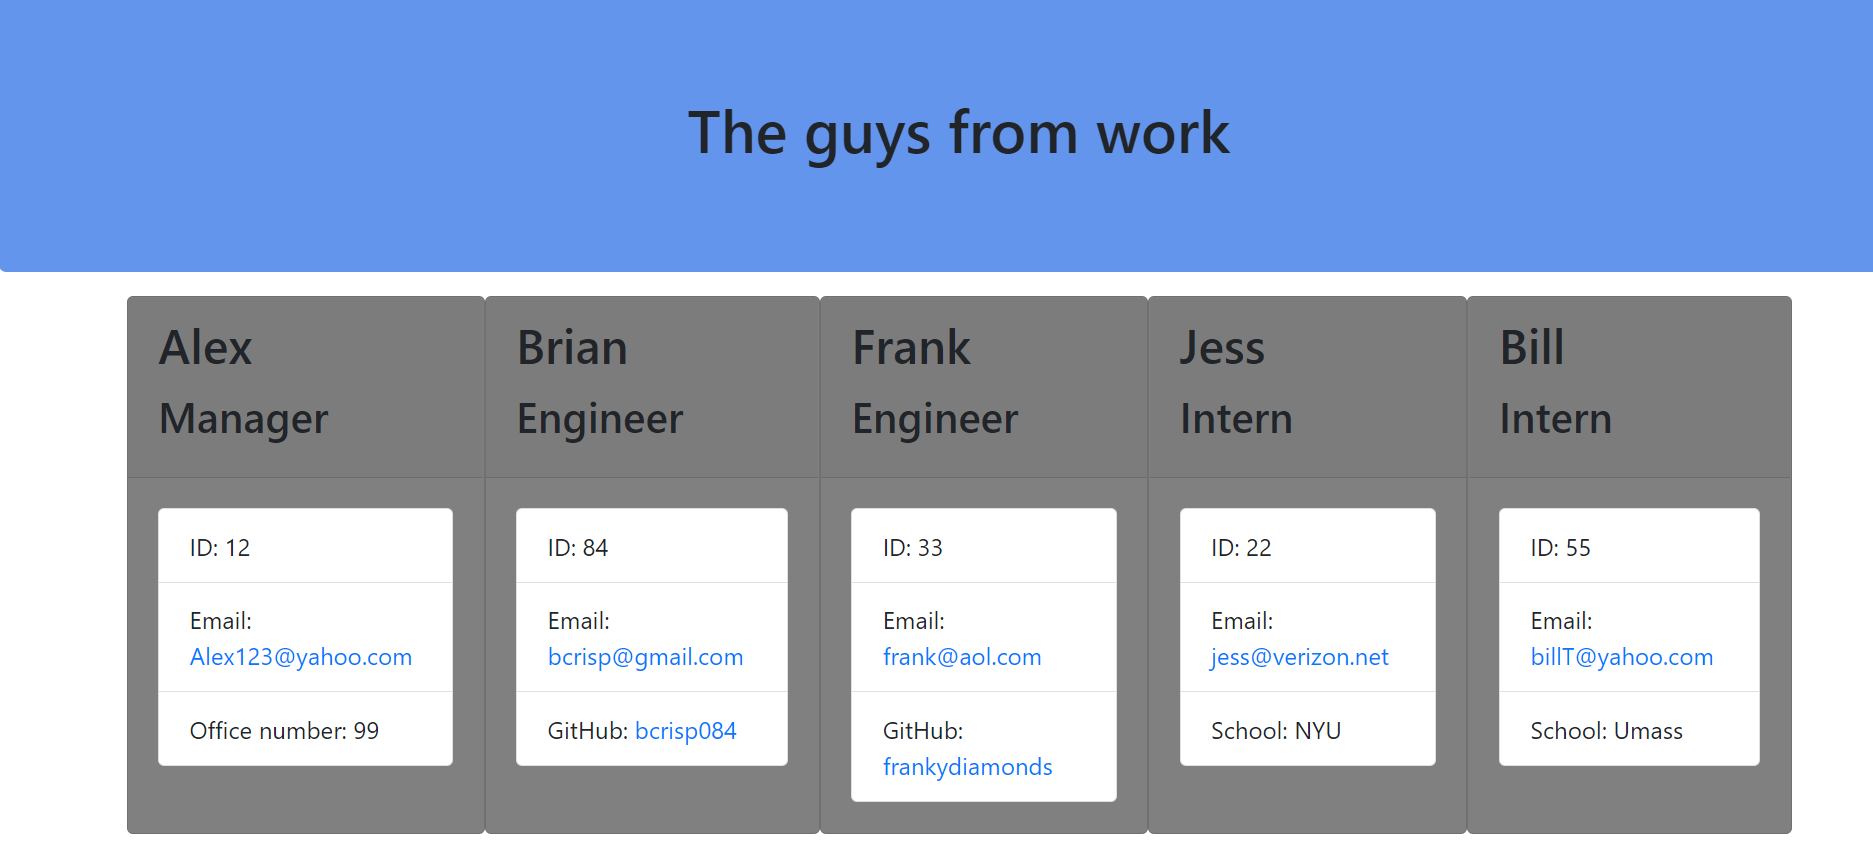 The guys from work
Alex
Manager
ID: 12
Email:
Alex123@yahoo.com
Office number: 99
Brian
Engineer
ID: 84
Email:
bcrisp@gmail.com
GitHub: bcrisp084
Frank
Engineer
ID: 33
Email:
frank@aol.com
GitHub:
frankydiamonds
Jess
Intern
ID: 22
Email:
jess@verizon.net
School: NYU
Bill
Intern
ID: 55
Email:
billT@yahoo.com
School: Umass